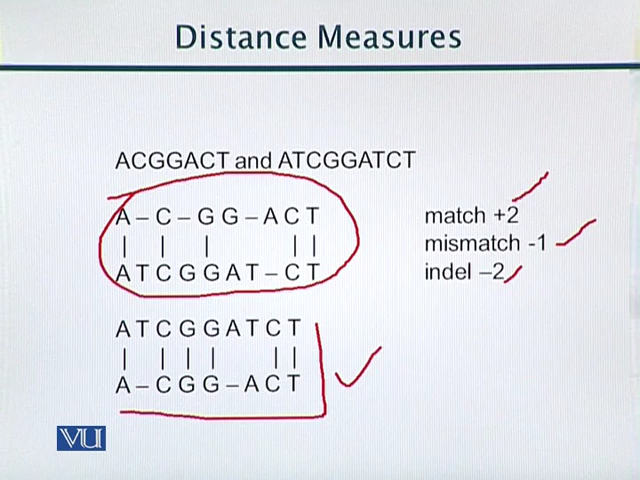 Distance Measures
ACGGACT and ATCGGATCT
A – C – G G – A C T
| | | | |
A T C G G A T – C T
match +2
mismatch -1
indel –2
A T C G G A T C T
| | | | | |
A – C G G – A C T
VU